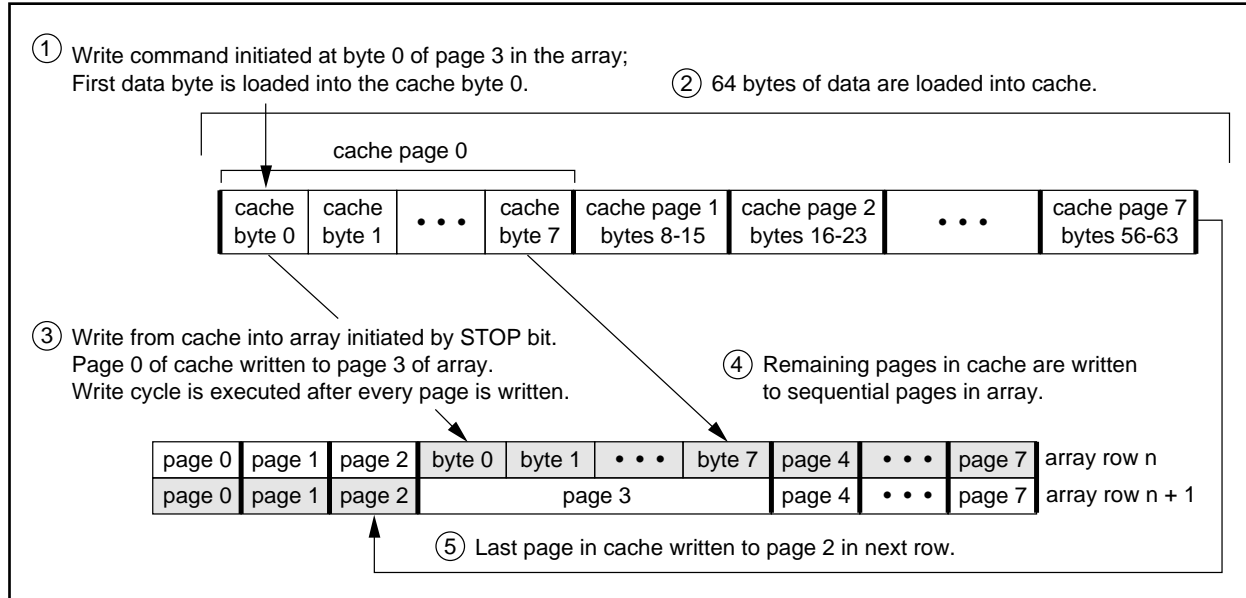 ① Write command initiated at byte 0 of page 3 in the array;
First data byte is loaded into the cache byte 0.
② 64 bytes of data are loaded into cache.
cache page 0
cache byte 0
cache byte 1
• • •
cache byte 7
cache page 1 bytes 8-15
cache page 2 bytes 16-23
• • •
cache page 7 bytes 56-63
③ Write from cache into array initiated by STOP bit.
Page 0 of cache written to page 3 of array.
Write cycle is executed after every page is written.
④ Remaining pages in cache are written
to sequential pages in array.
page 0 page 1 page 2 byte 0 byte 1 • • • byte 7 page 4 • • • page 7 array row n
page 0 page 1 page 2 page 3 page 4 • • • page 7 array row n + 1
⑤ Last page in cache written to page 2 in next row.